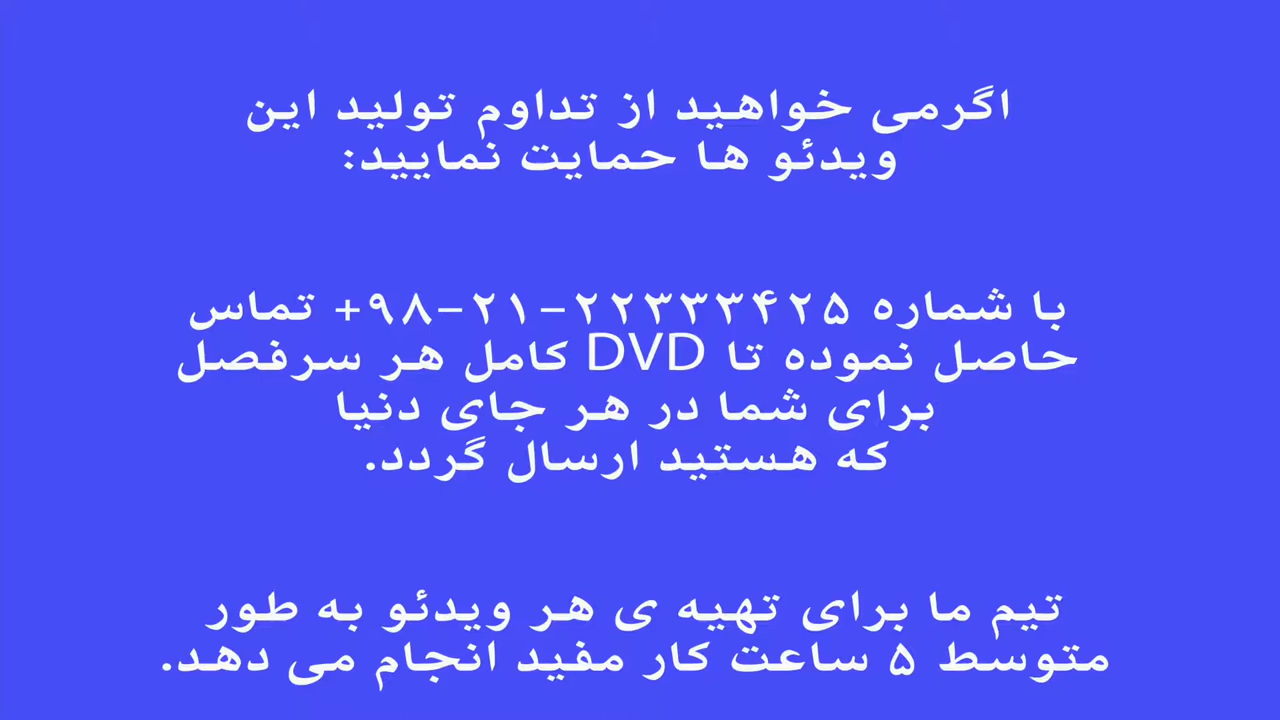 اگرمی خواهید از تداوم تولید این
ویدئو ها حمایت نمایید:
با شماره ۲۲۳۳۳۴۲۵-۲۱-۹۸+ تماس
حاصل نموده تا DVD کامل هر سرفصل
برای شما در هر جای دنیا
که هستید ارسال گردد.
تیم ما برای تهیه ی هر ویدئو به طور
متوسط ۵ ساعت کار مفید انجام می دهد.